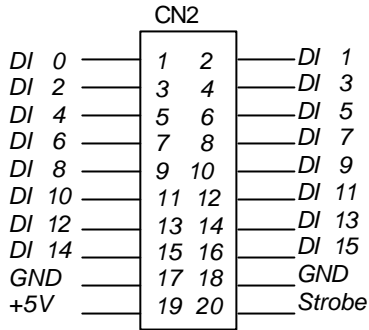 CN2
DI 0 1 2 DI 1
DI 2 3 4 DI 3
DI 4 5 6 DI 5
DI 6 7 8 DI 7
DI 8 9 10 DI 9
DI 10 11 12 DI 11
DI 12 13 14 DI 13
DI 14 15 16 DI 15
GND 17 18 GND
+5V 19 20 Strobe